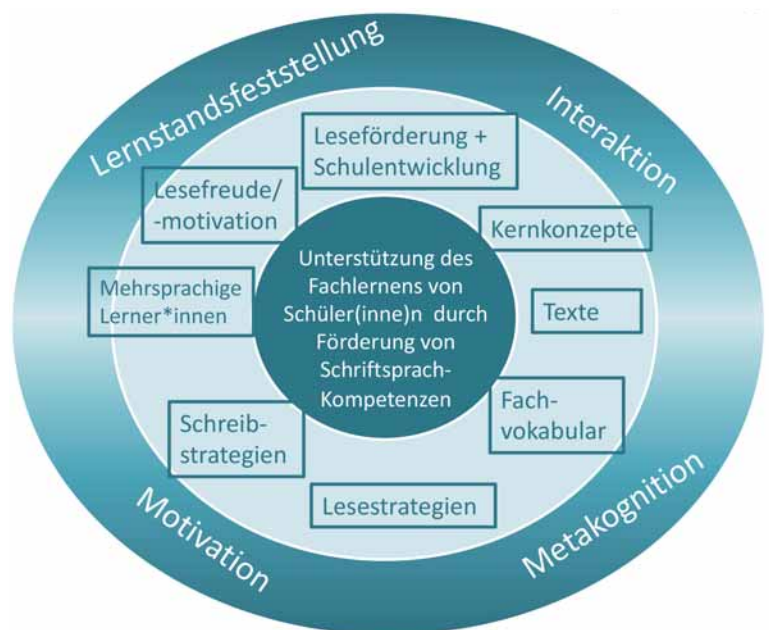 Lernstandsfeststellung
Interaktion
Leseförderung +
Schulentwicklung
Lesefreude/
-motivation
Kernkonzepte
Unterstützung des
Fachlernens von
Schüler(inne)n durch
Förderung von
Schriftsprach-
Kompetenzen
Mehrsprachige
Lerner*innen
Texte
Schreib-
strategien
Fach-
vokabular
Lesestrategien
Motivation
Metakognition